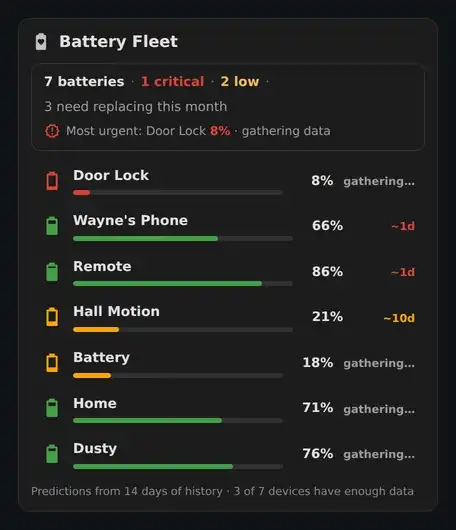 Battery Fleet
7 batteries · 1 critical · 2 low ·
3 need replacing this month
Most urgent: Door Lock 8% · gathering data
Door Lock 8% gathering…
Wayne's Phone 66% ~1d
Remote 86% ~1d
Hall Motion 21% ~10d
Battery 18% gathering…
Home 71% gathering…
Dusty 76% gathering…
Predictions from 14 days of history · 3 of 7 devices have enough data